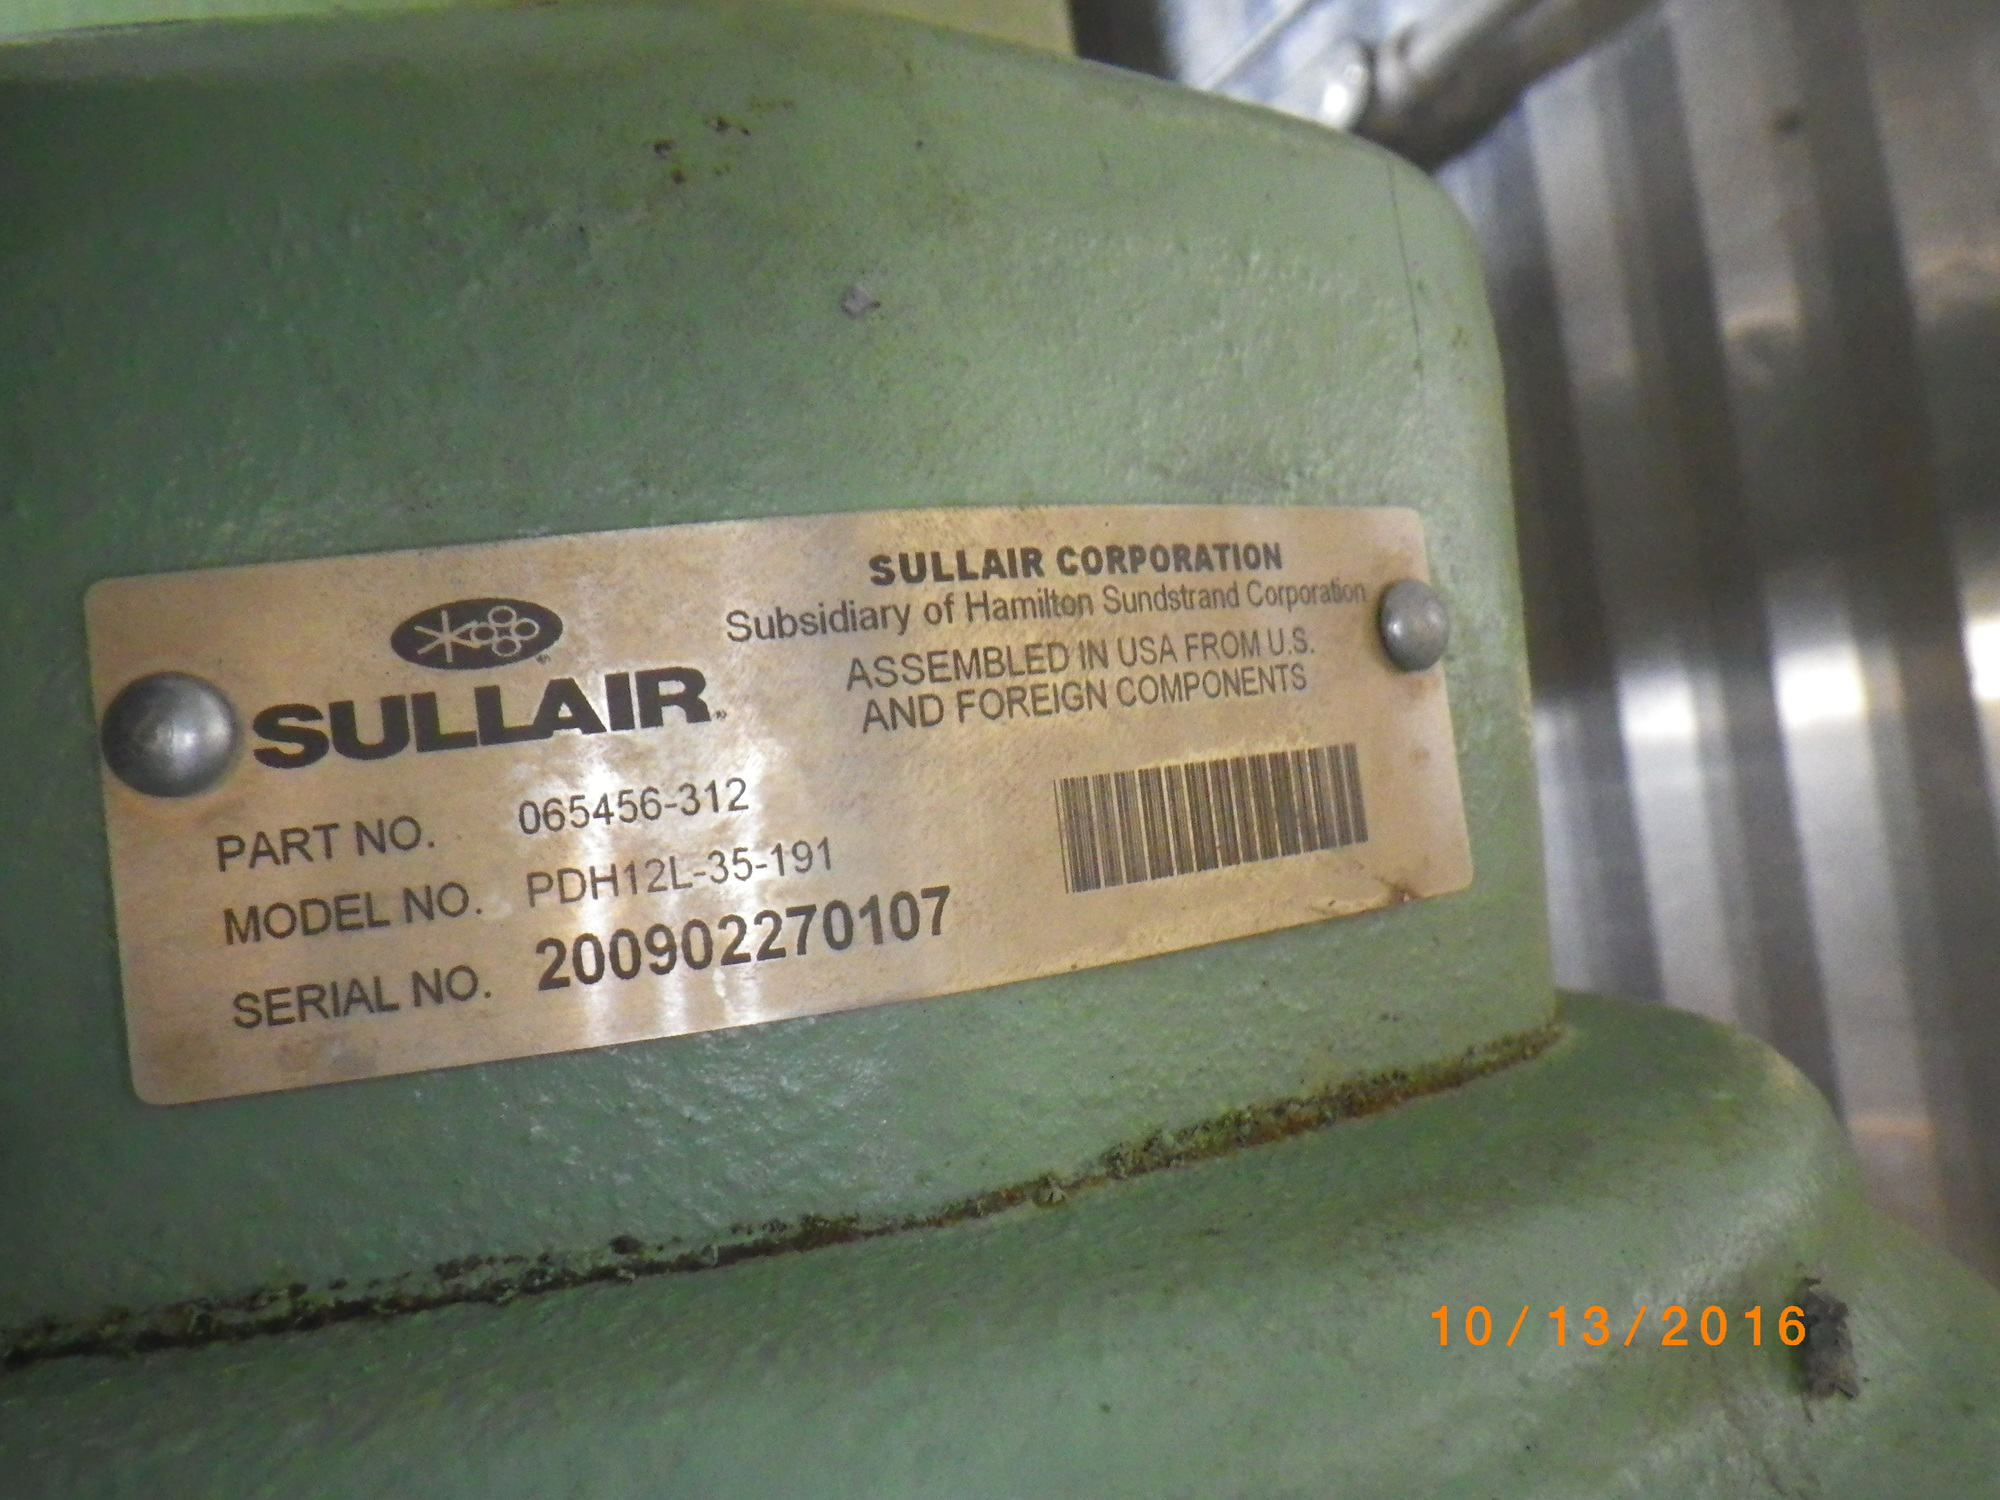 SULLAIR CORPORATION
Subsidiary of Hamilton Sundstrand Corporation
ASSEMBLED IN USA FROM U.S.
AND FOREIGN COMPONENTS
SULLAIR®
PART NO. 065456-312
MODEL NO. PDH12L-35-191
SERIAL NO. 200902270107
10/13/2016